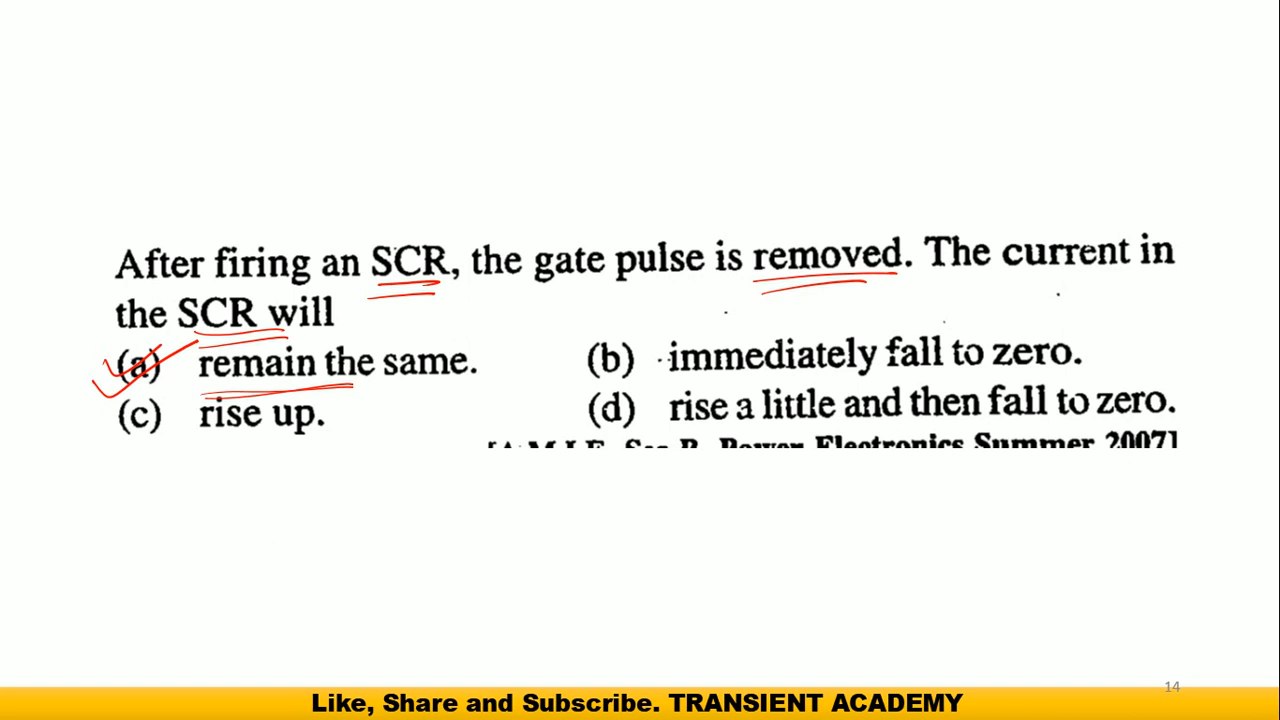 After firing an SCR, the gate pulse is removed. The current in
the SCR will
(a) remain the same. (b) immediately fall to zero.
(c) rise up. (d) rise a little and then fall to zero.
Power Electronics Summer 2007]
14
Like, Share and Subscribe. TRANSIENT ACADEMY